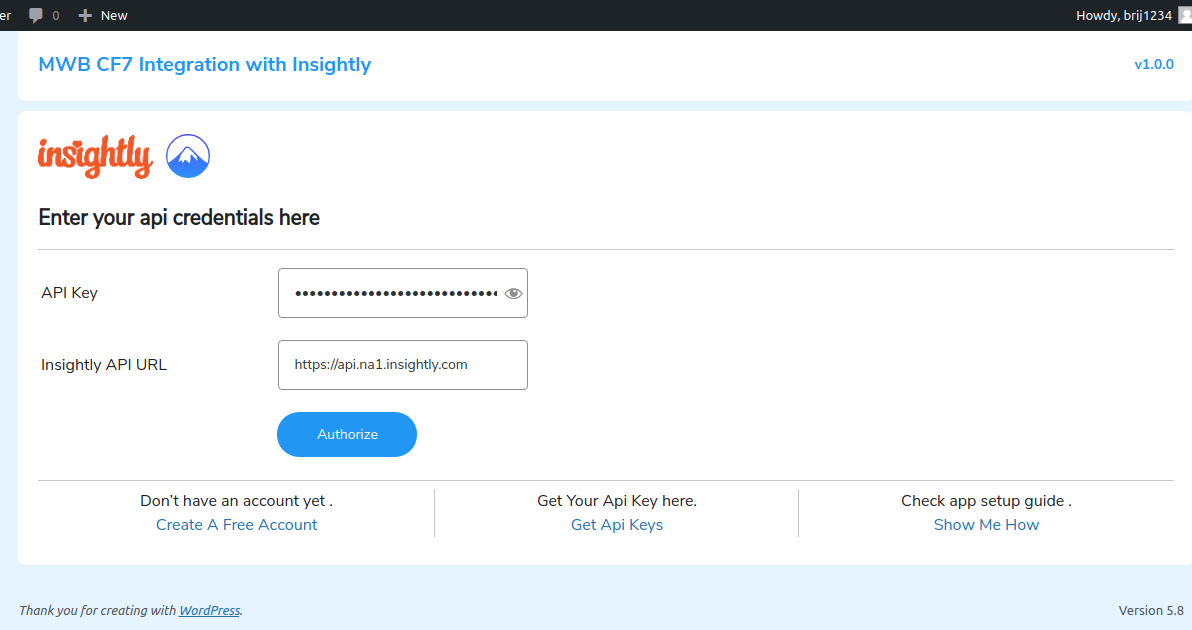 er 0 New Howdy, brij1234
MWB CF7 Integration with Insightly v1.0.0
insightly
Enter your api credentials here
API Key ••••••••••••••••••••••••••••
Insightly API URL https://api.na1.insightly.com
Authorize
Don't have an account yet . Get Your Api Key here. Check app setup guide .
Create A Free Account Get Api Keys Show Me How
Thank you for creating with WordPress. Version 5.8